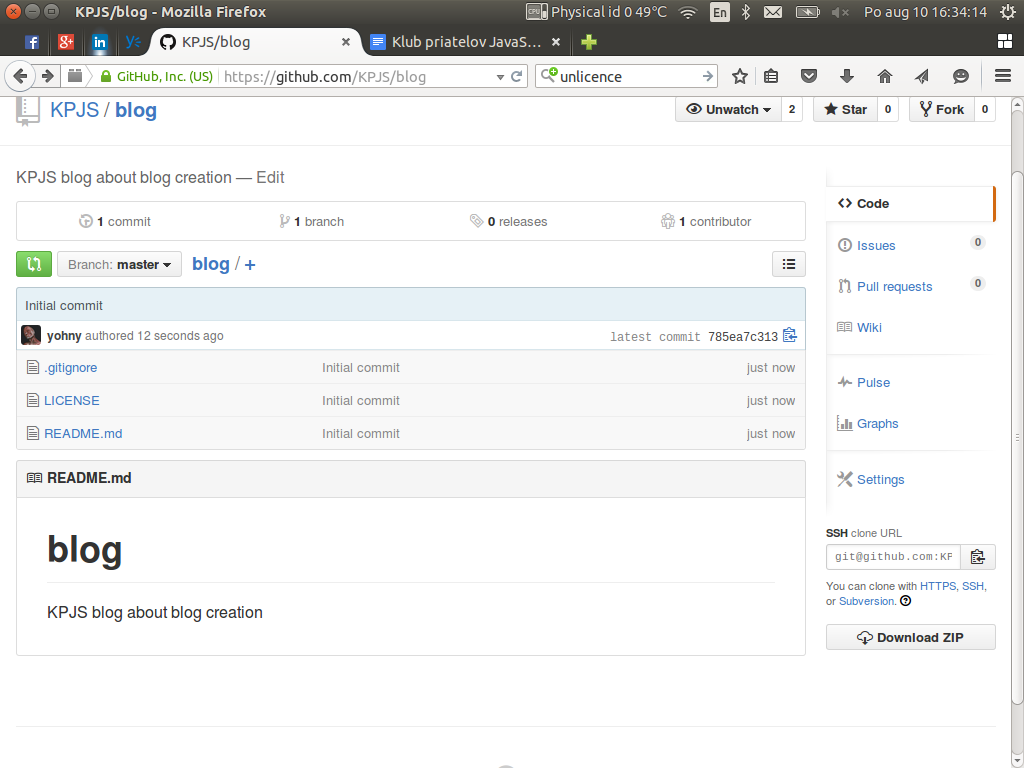 KPJS/blog - Mozilla Firefox
Physical id 0 49°C
En
Po aug 10 16:34:14
KPJS/blog
Klub priatelov JavaS...
GitHub, Inc. (US)
https://github.com/KPJS/blog
unlicence
KPJS / blog
Unwatch 2
Star 0
Fork 0
KPJS blog about blog creation — Edit
1 commit
1 branch
0 releases
1 contributor
Branch: master
blog / +
Initial commit
yohny authored 12 seconds ago
latest commit 785ea7c313
.gitignore Initial commit just now
LICENSE Initial commit just now
README.md Initial commit just now
README.md
blog
KPJS blog about blog creation
Code
Issues 0
Pull requests 0
Wiki
Pulse
Graphs
Settings
SSH clone URL
git@github.com:KP
You can clone with HTTPS, SSH,
or Subversion.
Download ZIP